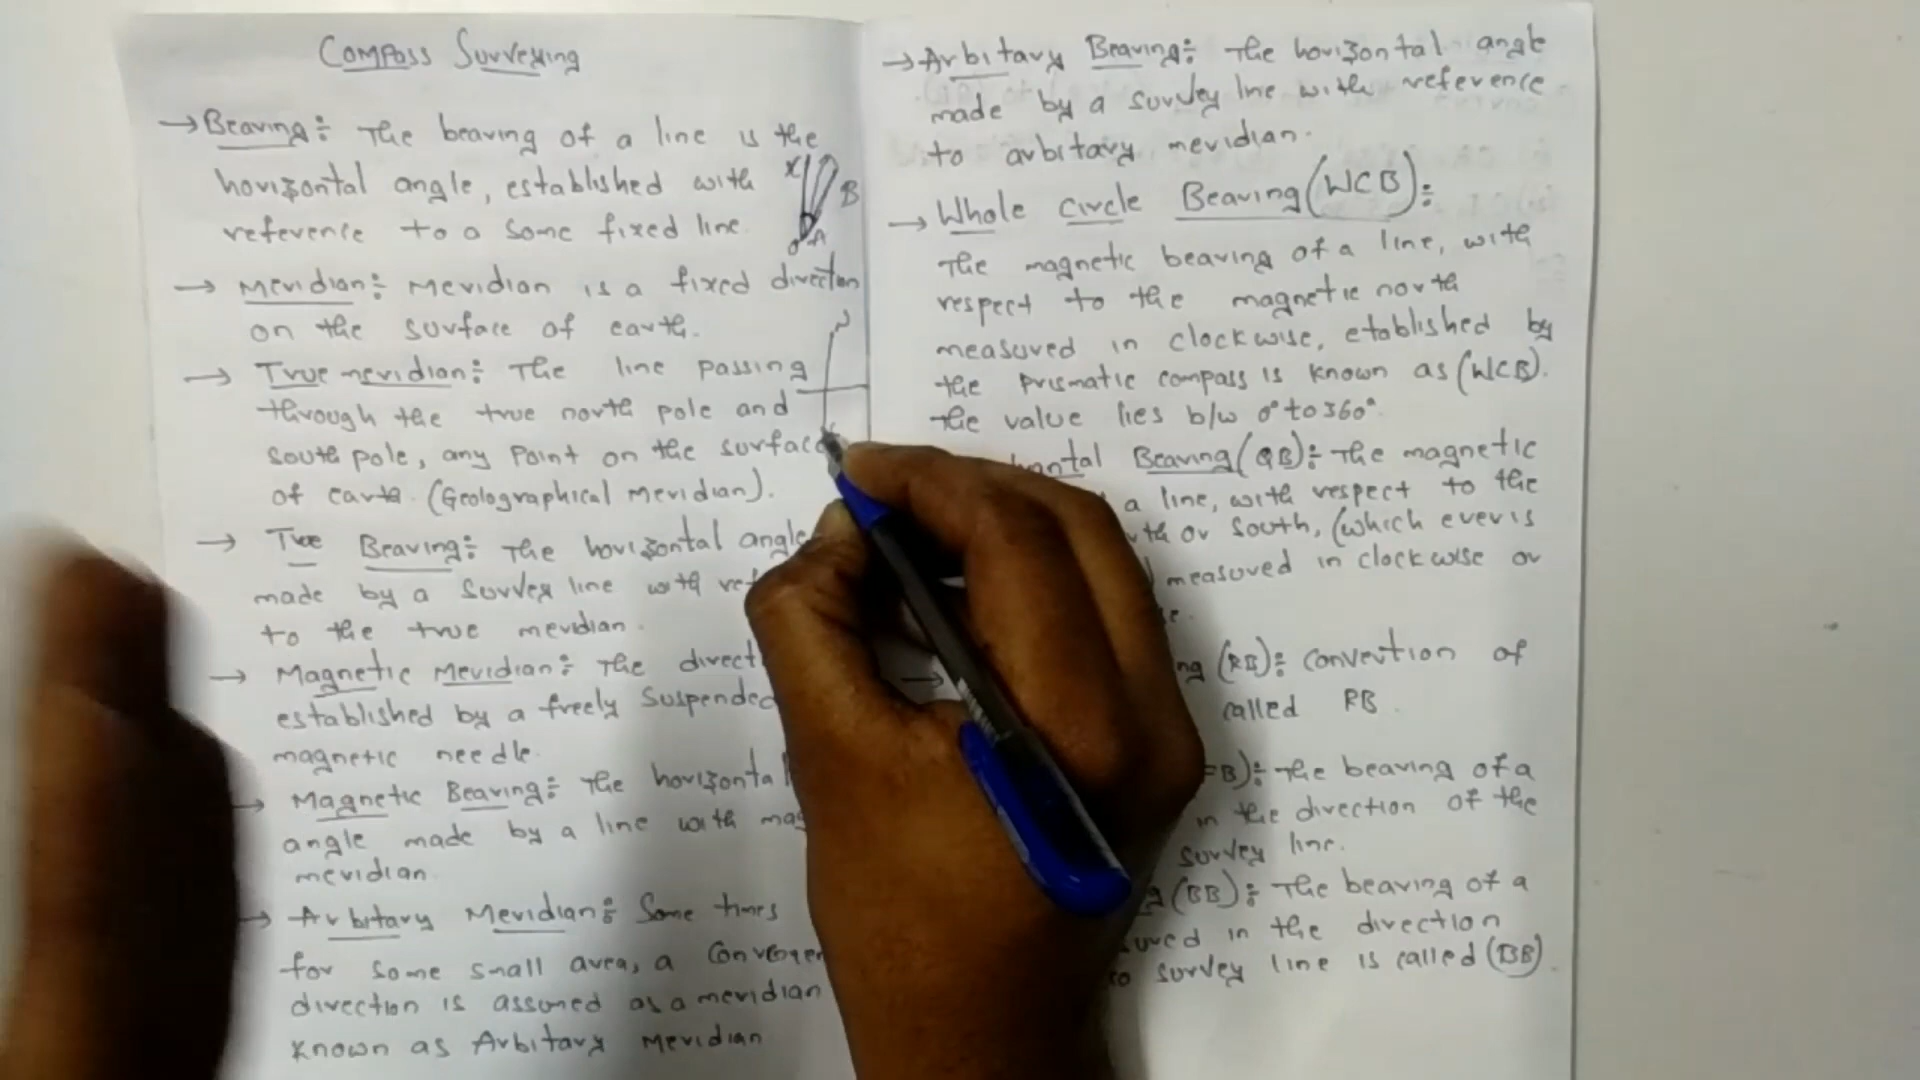 Compass Surveying
→ Bearing:- The bearing of a line is the
horizontal angle, established with
reference to a some fixed line.
X
B
A
→ Meridian:- Meridian is a fixed direction
on the surface of earth.
N
→ True meridian:- The line passing
through the true north pole and
south pole, any point on the surface
of earth. (Geolographical Meridian).
→ True Bearing:- The horizontal angle
made by a survey line with ref
to the true meridian.
→ Magnetic Meridian:- The direct
established by a freely suspended
magnetic needle.
→ Magnetic Bearing:- The horizontal
angle made by a line with mag
meridian.
→ Arbitary Meridian:- Some times
for some small area, a convenien
direction is assumed as a meridian
known as Arbitary Meridian
→ Arbitary Bearing:- The horizontal angle
made by a survey line with reference
to arbitary meridian.
→ Whole circle Bearing (WCB):-
The magnetic bearing of a line, with
respect to the magnetic north
measured in clockwise, etablished by
the prismatic compass is known as (WCB).
the value lies b/w 0° to 360°.
Bearing (QB):- The magnetic
a line, with respect to the
th or south, (which ever is
measured in clockwise or
→ ng (RB):- convertion of
called RB.
B):- The bearing of a
in the direction of the
survey line.
g (BB):- The bearing of a
sured in the direction
to survey line is called (BB).